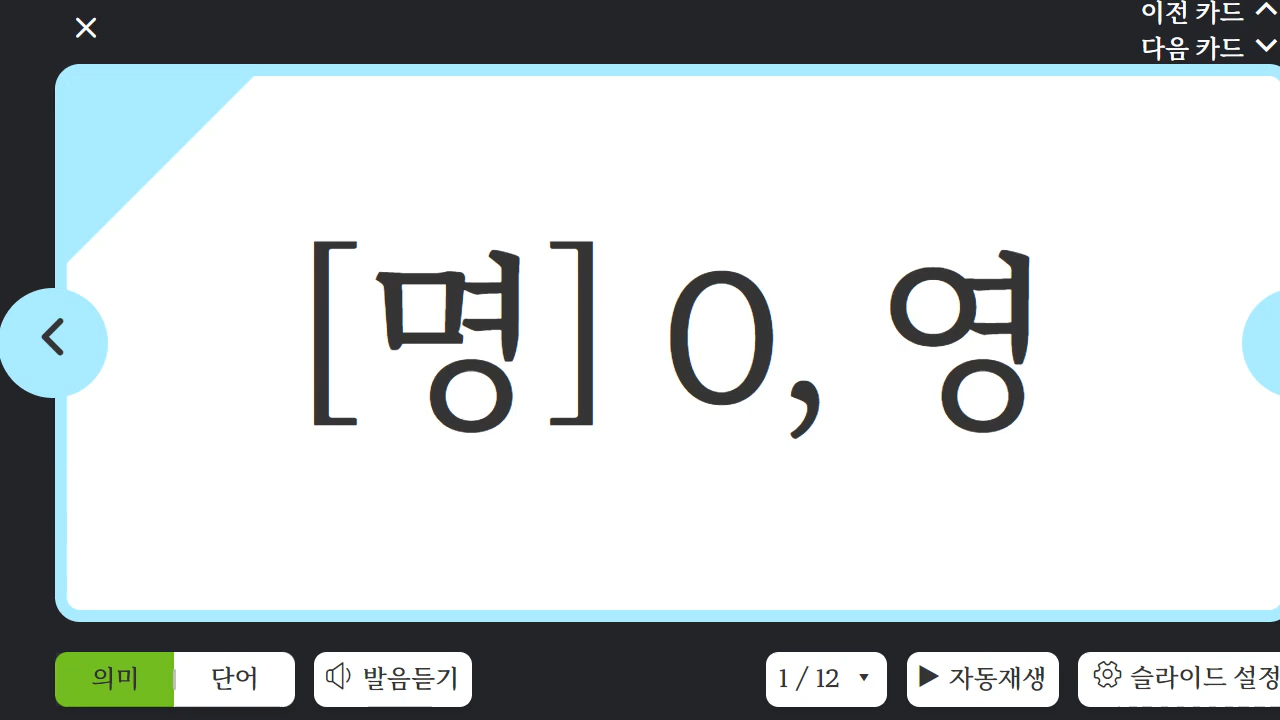 이전 카드
다음 카드
[명] 0, 영
의미
단어
발음듣기
1 / 12
자동재생
슬라이드 설정